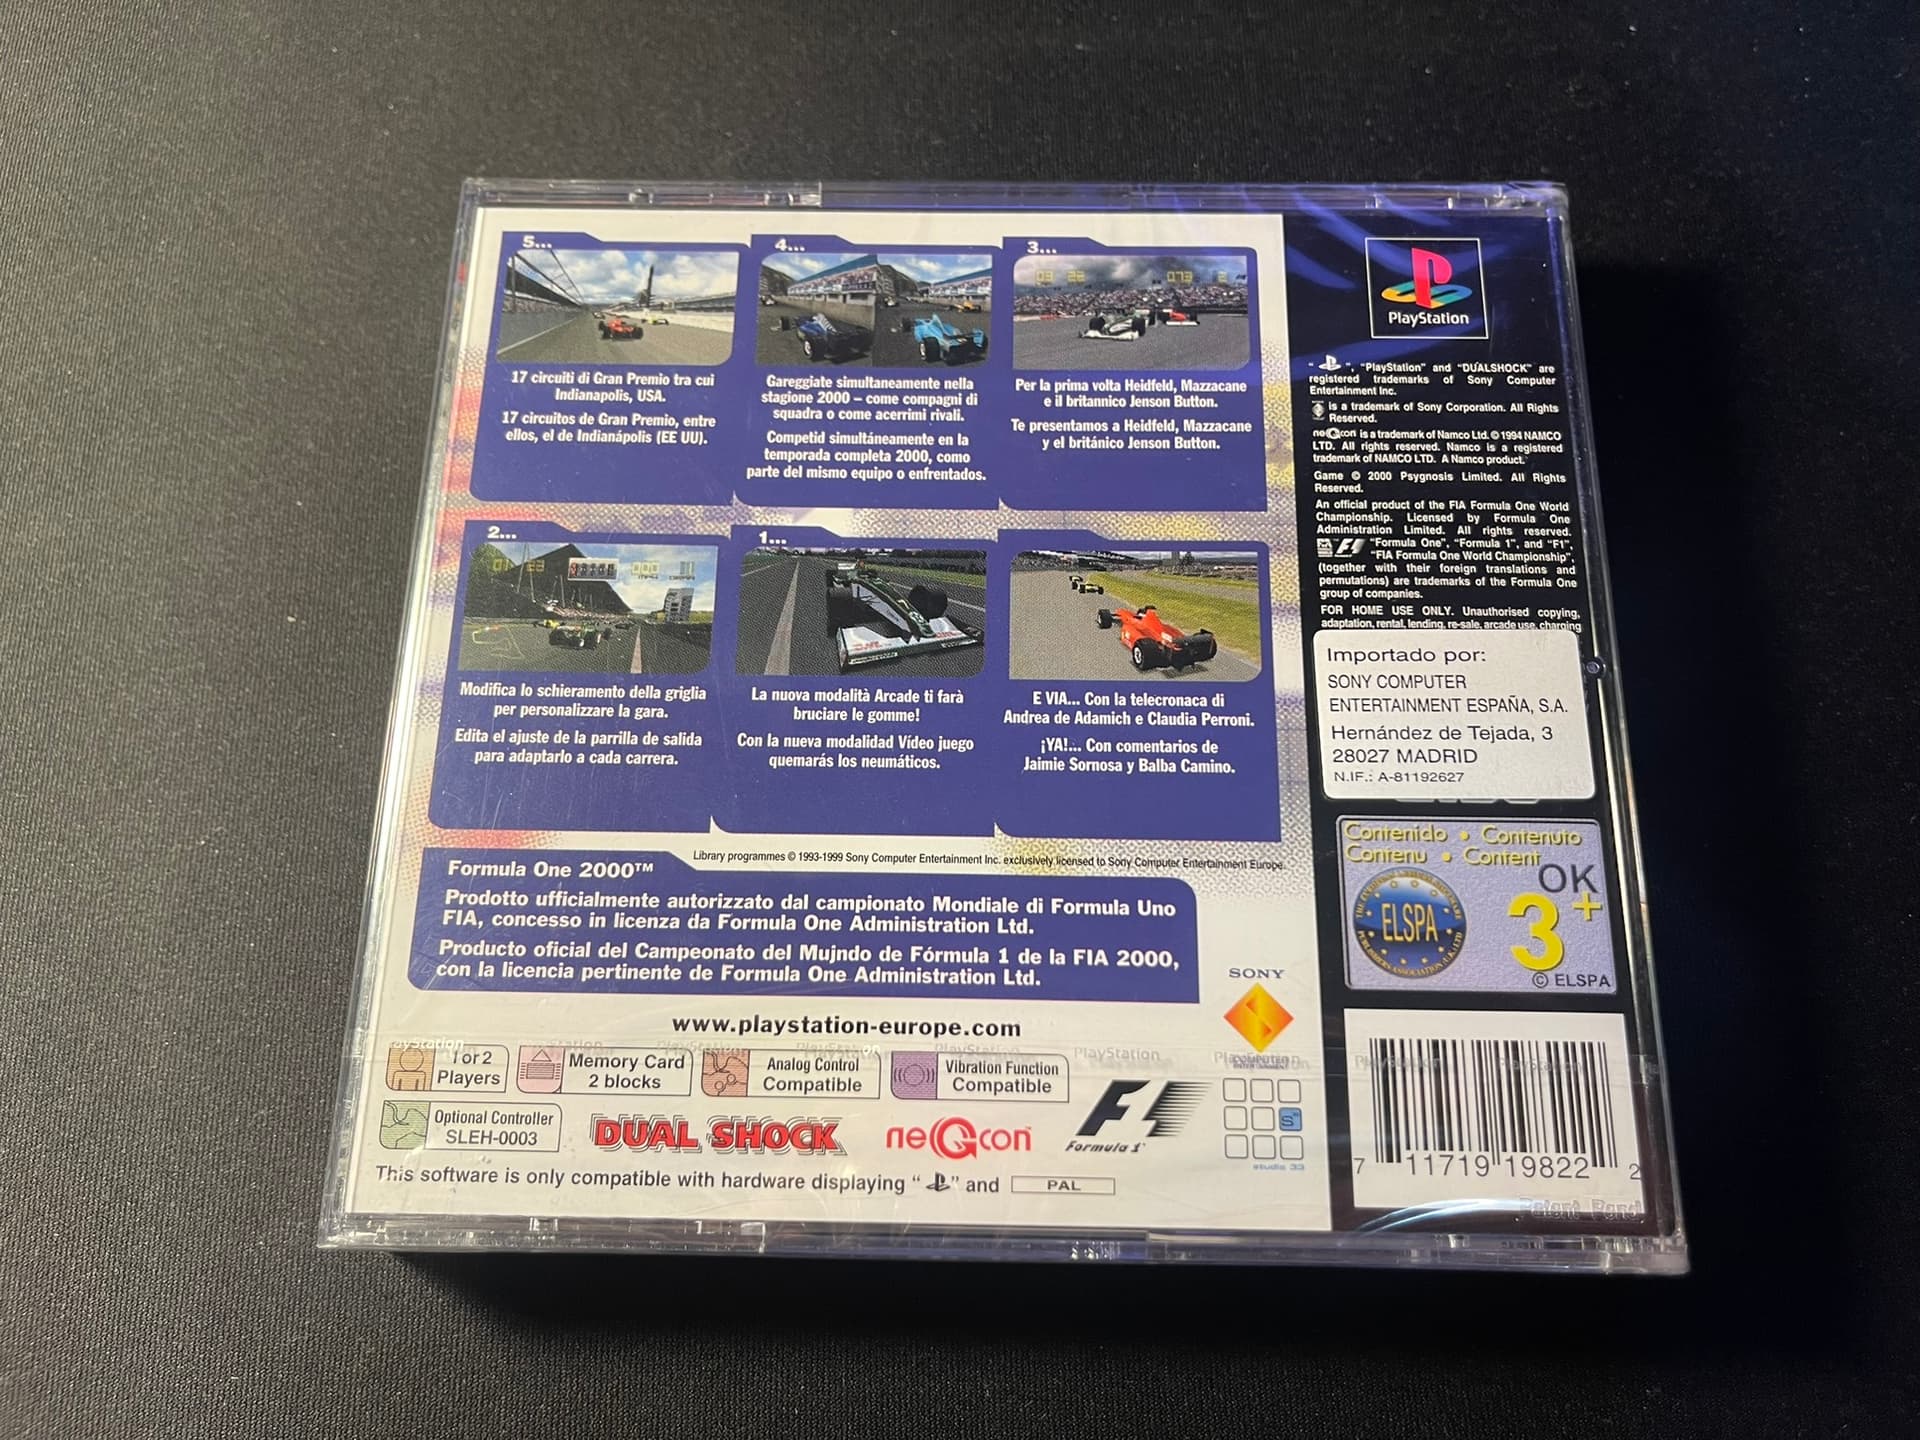 5...
17 circuiti di Gran Premio tra cui
Indianapolis, USA.
17 circuitos de Gran Premio, entre
ellos, el de Indianápolis (EE UU).
4...
Gareggiate simultaneamente nella
stagione 2000 – come compagni di
squadra o come acerrimi rivali.
Competid simultáneamente en la
temporada completa 2000, como
parte del mismo equipo o enfrentados.
3...
Per la prima volta Heidfeld, Mazzacane
e il britannico Jenson Button.
Te presentamos a Heidfeld, Mazzacane
y el británico Jenson Button.
2...
Modifica lo schieramento della griglia
per personalizzare la gara.
Edita el ajuste de la parrilla de salida
para adaptarlo a cada carrera.
1...
La nuova modalità Arcade ti farà
bruciare le gomme!
Con la nueva modalidad Vídeo juego
quemarás los neumáticos.
E VIA... Con la telecronaca di
Andrea de Adamich e Claudia Perroni.
¡YA!... Con comentarios de
Jaimie Sornosa y Balba Camino.
Library programmes © 1993-1999 Sony Computer Entertainment Inc. exclusively licensed to Sony Computer Entertainment Europe.
Formula One 2000™
Prodotto ufficialmente autorizzato dal campionato Mondiale di Formula Uno
FIA, concesso in licenza da Formula One Administration Ltd.
Producto oficial del Campeonato del Mujndo de Fórmula 1 de la FIA 2000,
con la licencia pertinente de Formula One Administration Ltd.
www.playstation-europe.com
1 or 2
Players
Memory Card
2 blocks
Analog Control
Compatible
Vibration Function
Compatible
Optional Controller
SLEH-0003
DUAL SHOCK
neGcon
F1
Formula 1
SONY
COMPUTER
ENTERTAINMENT
studio 33
This software is only compatible with hardware displaying " " and PAL
PlayStation
" ", "PlayStation" and "DUALSHOCK" are
registered trademarks of Sony Computer
Entertainment Inc.
is a trademark of Sony Corporation. All Rights
Reserved.
neGcon is a trademark of Namco Ltd. © 1994 NAMCO
LTD. All rights reserved. Namco is a registered
trademark of NAMCO LTD. A Namco product.
Game © 2000 Psygnosis Limited. All Rights
Reserved.
An official product of the FIA Formula One World
Championship. Licensed by Formula One
Administration Limited. All rights reserved.
F1 "Formula One", "Formula 1", and "F1",
"FIA Formula One World Championship",
(together with their foreign translations and
permutations) are trademarks of the Formula One
group of companies.
FOR HOME USE ONLY. Unauthorised copying,
adaptation, rental, lending, re-sale, arcade use, charging
Importado por:
SONY COMPUTER
ENTERTAINMENT ESPAÑA, S.A.
Hernández de Tejada, 3
28027 MADRID
N.I.F.: A-81192627
Contenido • Contenuto
Contenu • Content
OK
3+
ELSPA
© ELSPA
7 11719 19822 2